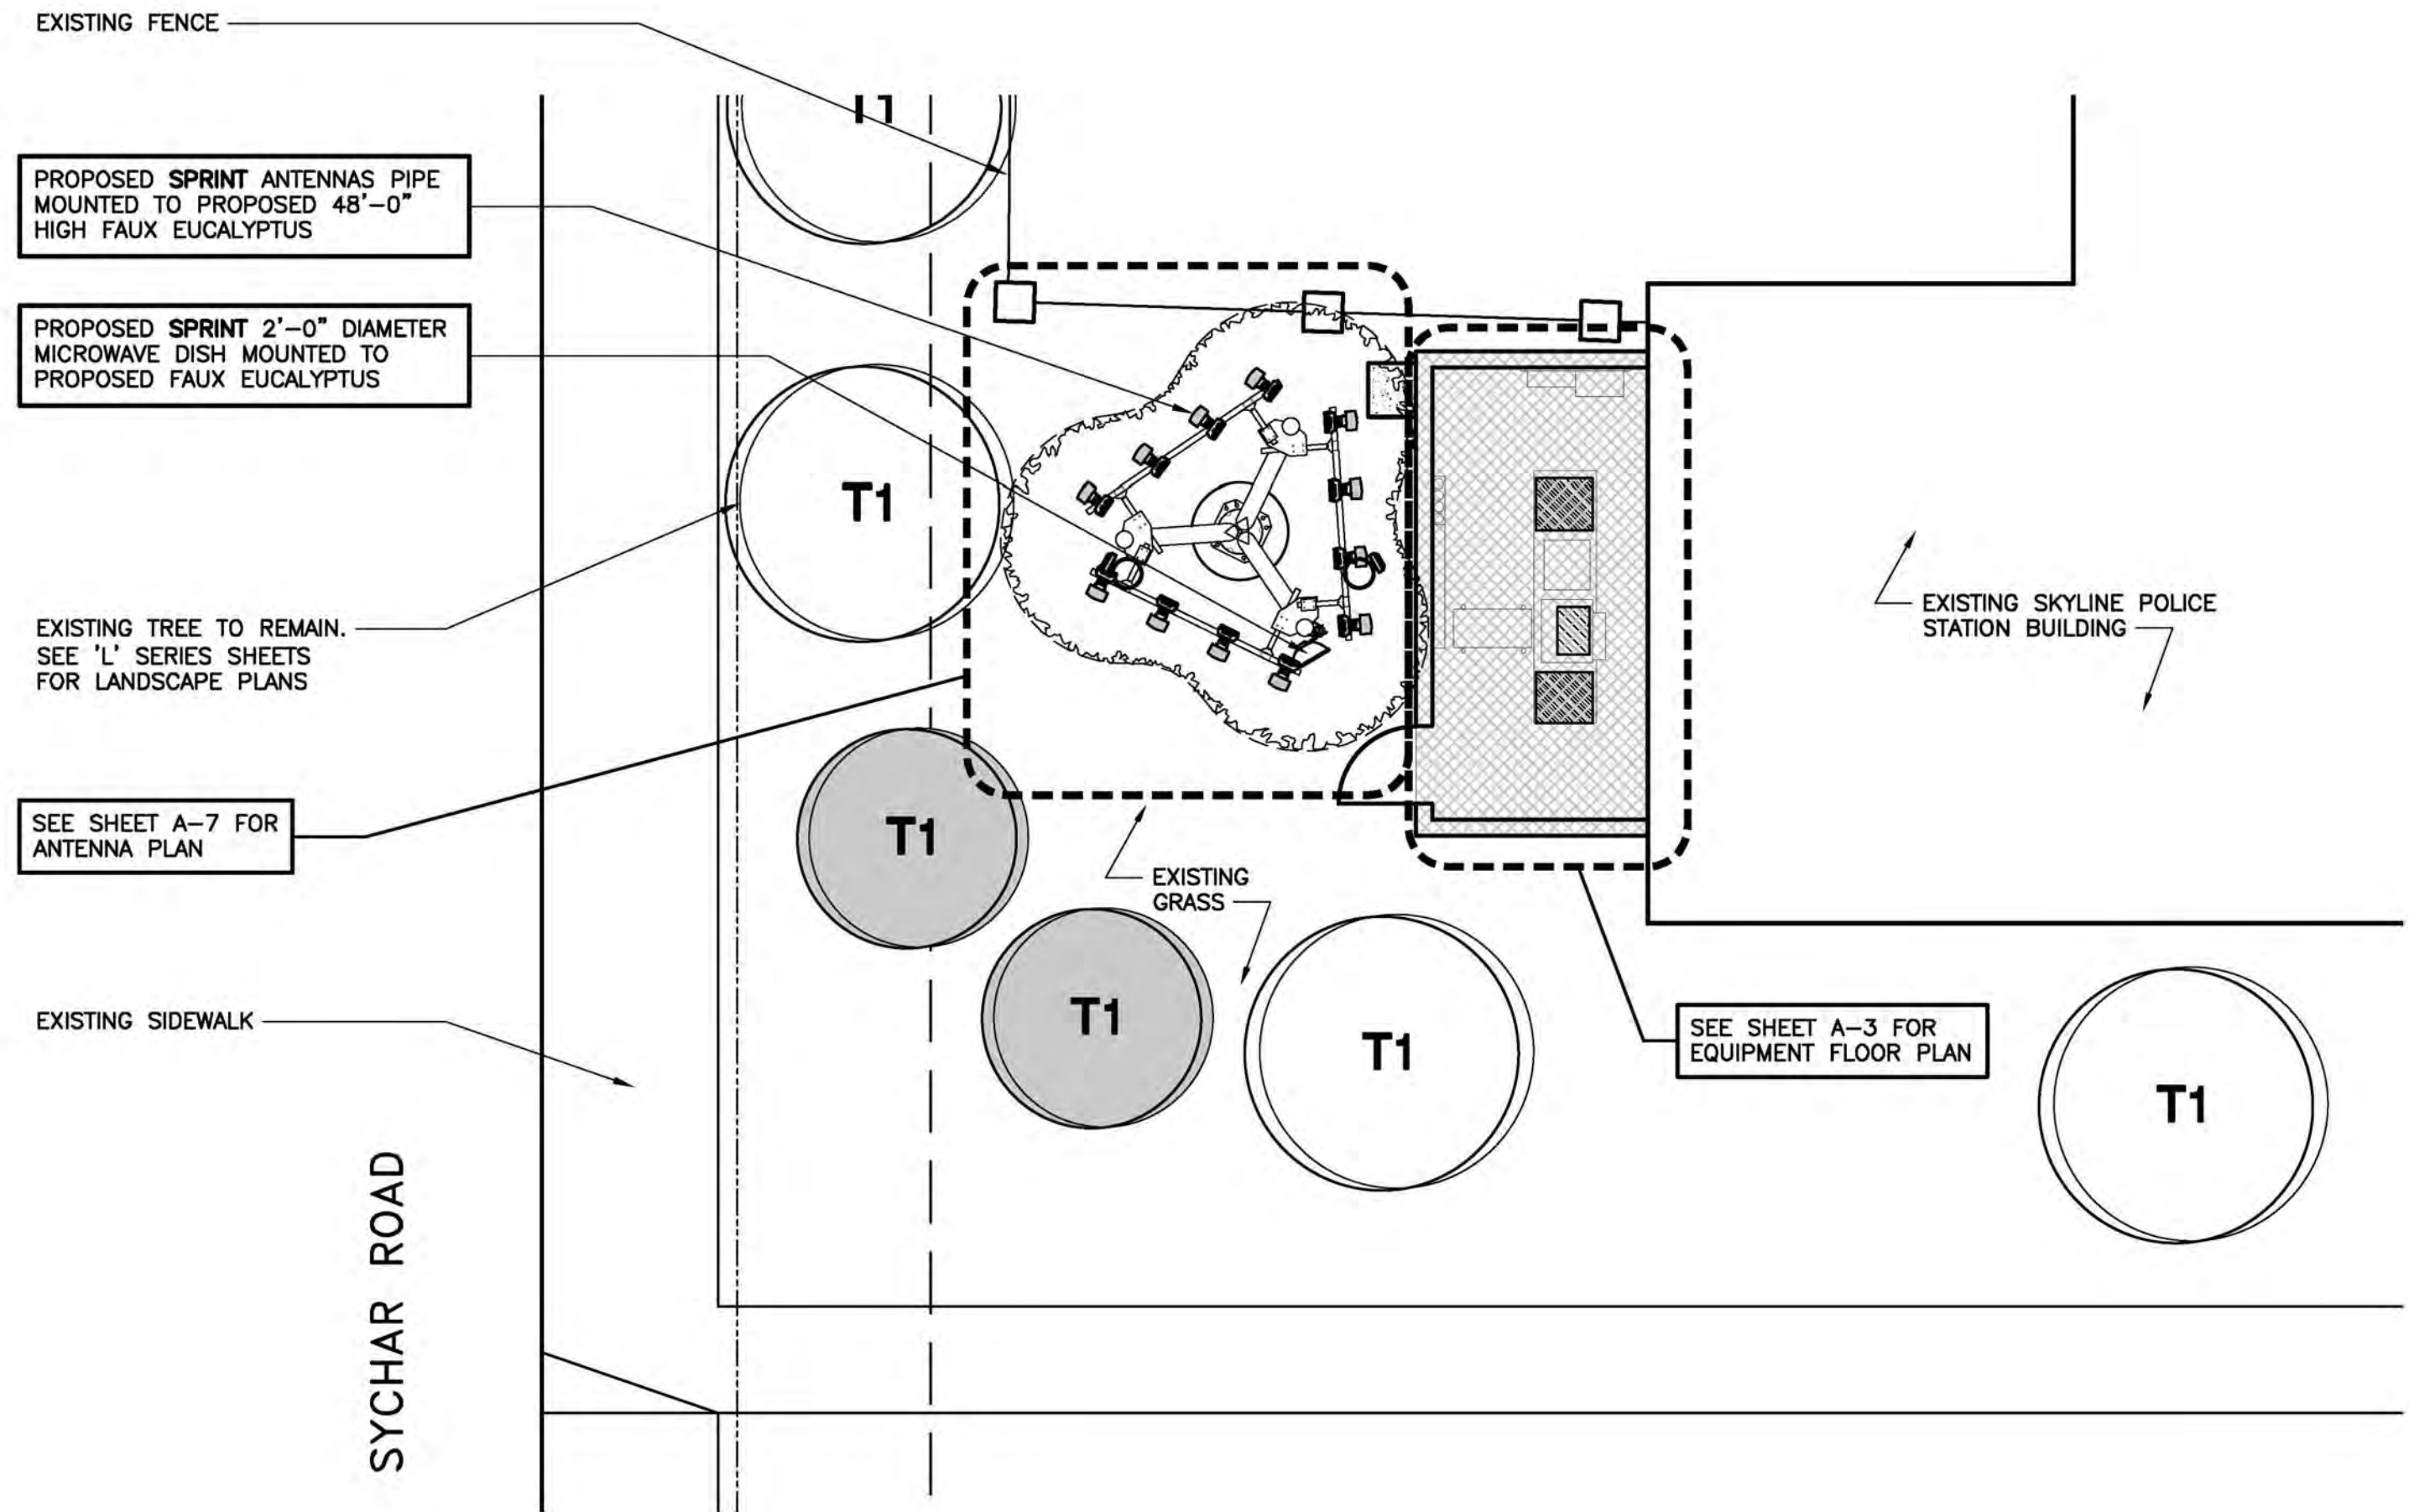 EXISTING FENCE
T1
PROPOSED SPRINT ANTENNAS PIPE
MOUNTED TO PROPOSED 48'-0"
HIGH FAUX EUCALYPTUS
PROPOSED SPRINT 2'-0" DIAMETER
MICROWAVE DISH MOUNTED TO
PROPOSED FAUX EUCALYPTUS
T1
EXISTING TREE TO REMAIN.
SEE 'L' SERIES SHEETS
FOR LANDSCAPE PLANS
EXISTING SKYLINE POLICE
STATION BUILDING
SEE SHEET A-7 FOR
ANTENNA PLAN
T1
EXISTING
GRASS
EXISTING SIDEWALK
T1
T1
SEE SHEET A-3 FOR
EQUIPMENT FLOOR PLAN
T1
SYCHAR ROAD